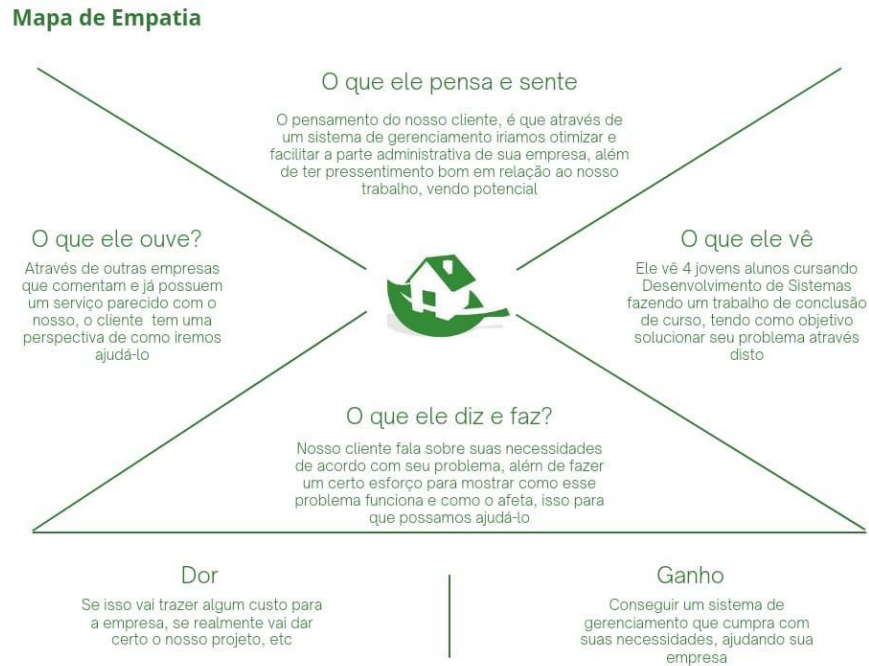 Mapa de Empatia
O que ele pensa e sente
O pensamento do nosso cliente, é que através de
um sistema de gerenciamento iriamos otimizar e
facilitar a parte administrativa de sua empresa, além
de ter pressentimento bom em relação ao nosso
trabalho, vendo potencial
O que ele ouve?
Através de outras empresas
que comentam e já possuem
um serviço parecido com o
nosso, o cliente tem uma
perspectiva de como iremos
ajudá-lo
O que ele vê
Ele vê 4 jovens alunos cursando
Desenvolvimento de Sistemas
fazendo um trabalho de conclusão
de curso, tendo como objetivo
solucionar seu problema através
disto
O que ele diz e faz?
Nosso cliente fala sobre suas necessidades
de acordo com seu problema, além de fazer
um certo esforço para mostrar como esse
problema funciona e como o afeta, isso para
que possamos ajudá-lo
Dor
Se isso vai trazer algum custo para
a empresa, se realmente vai dar
certo o nosso projeto, etc
Ganho
Conseguir um sistema de
gerenciamento que cumpra com
suas necessidades, ajudando sua
empresa